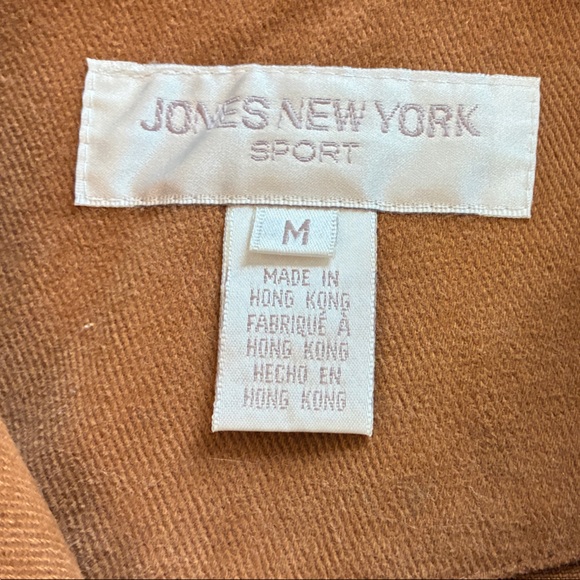 JONES NEW YORK
SPORT
M
MADE IN
HONG KONG
FABRIQUÉ À
HONG KONG
HECHO EN
HONG KONG